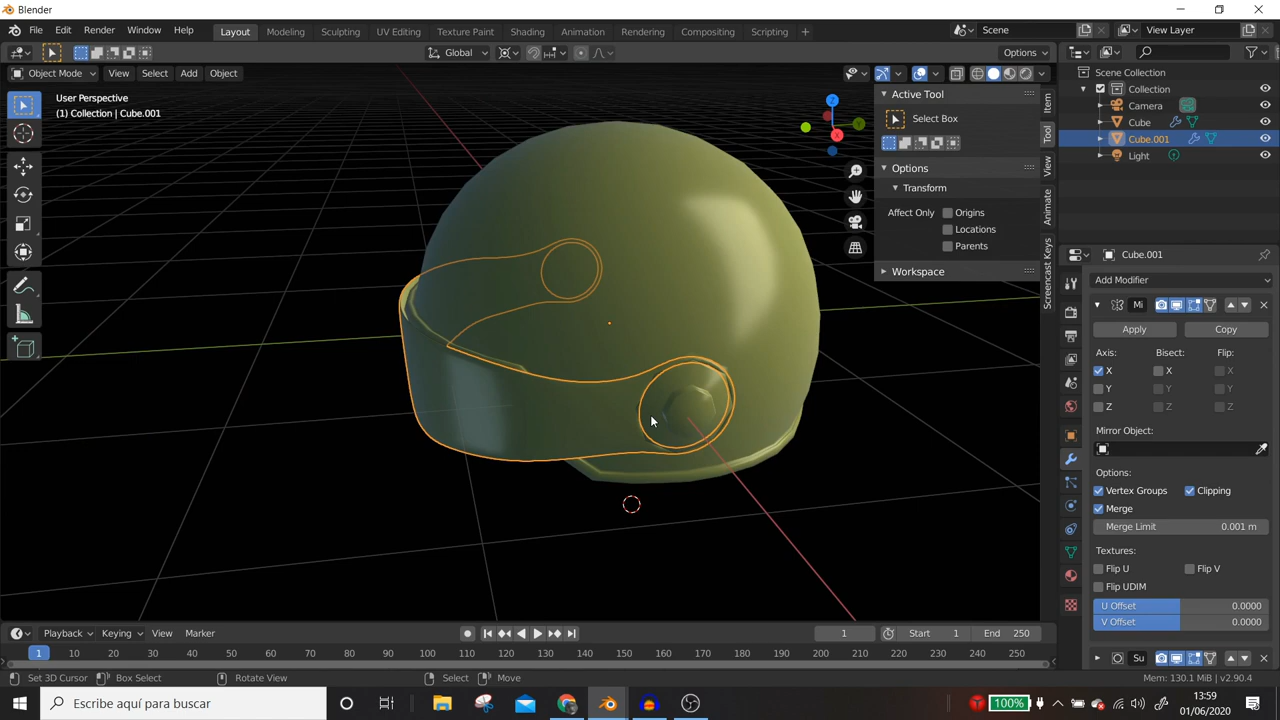 Blender
File Edit Render Window Help Layout Modeling Sculpting UV Editing Texture Paint Shading Animation Rendering Compositing Scripting + Scene View Layer
Global Options
Object Mode View Select Add Object
User Perspective
(1) Collection | Cube.001
Z
Y
X
Active Tool
Select Box
Options
Transform
Affect Only Origins
Locations
Parents
Workspace
Item
Tool
View
Animate
Screencast Keys
Scene Collection
Collection
Camera
Cube
Cube.001
Light
Cube.001
Add Modifier
Mi
Apply Copy
Axis: Bisect: Flip:
X X X
Y Y Y
Z Z Z
Mirror Object:
Options:
Vertex Groups Clipping
Merge
Merge Limit 0.001 m
Textures:
Flip U Flip V
Flip UDIM
U Offset 0.0000
V Offset 0.0000
Su
Playback Keying View Marker 1 Start 1 End 250
1 10 20 30 40 50 60 70 80 90 100 110 120 130 140 150 160 170 180 190 200 210 220 230 240 250
Set 3D Cursor Box Select Rotate View Select Move Mem: 130.1 MiB | v2.90.4
Escribe aquí para buscar 100% 13:59
01/06/2020